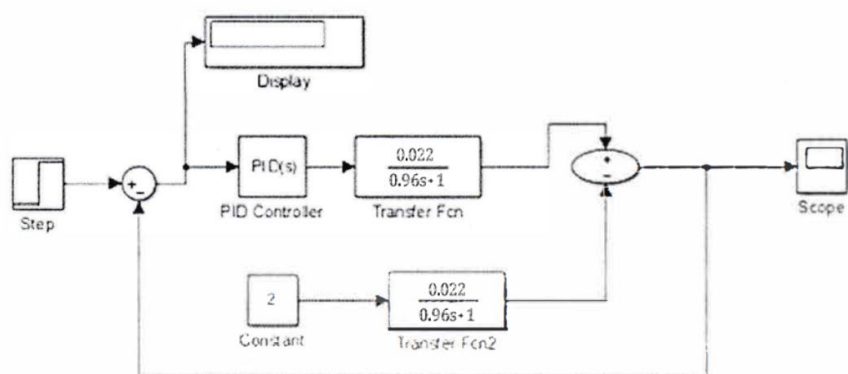 Display
+
−
PID(s)
0.022
0.96s+1
+
−
Step
PID Controller
Transfer Fcn
Scope
2
0.022
0.96s+1
Constant
Transfer Fcn2